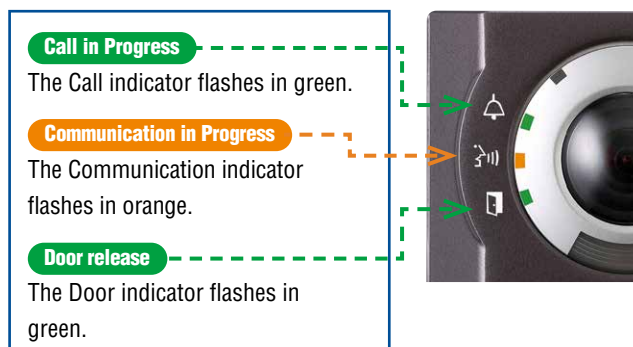 Call in Progress
The Call indicator flashes in green.
Communication in Progress
The Communication indicator
flashes in orange.
Door release
The Door indicator flashes in
green.